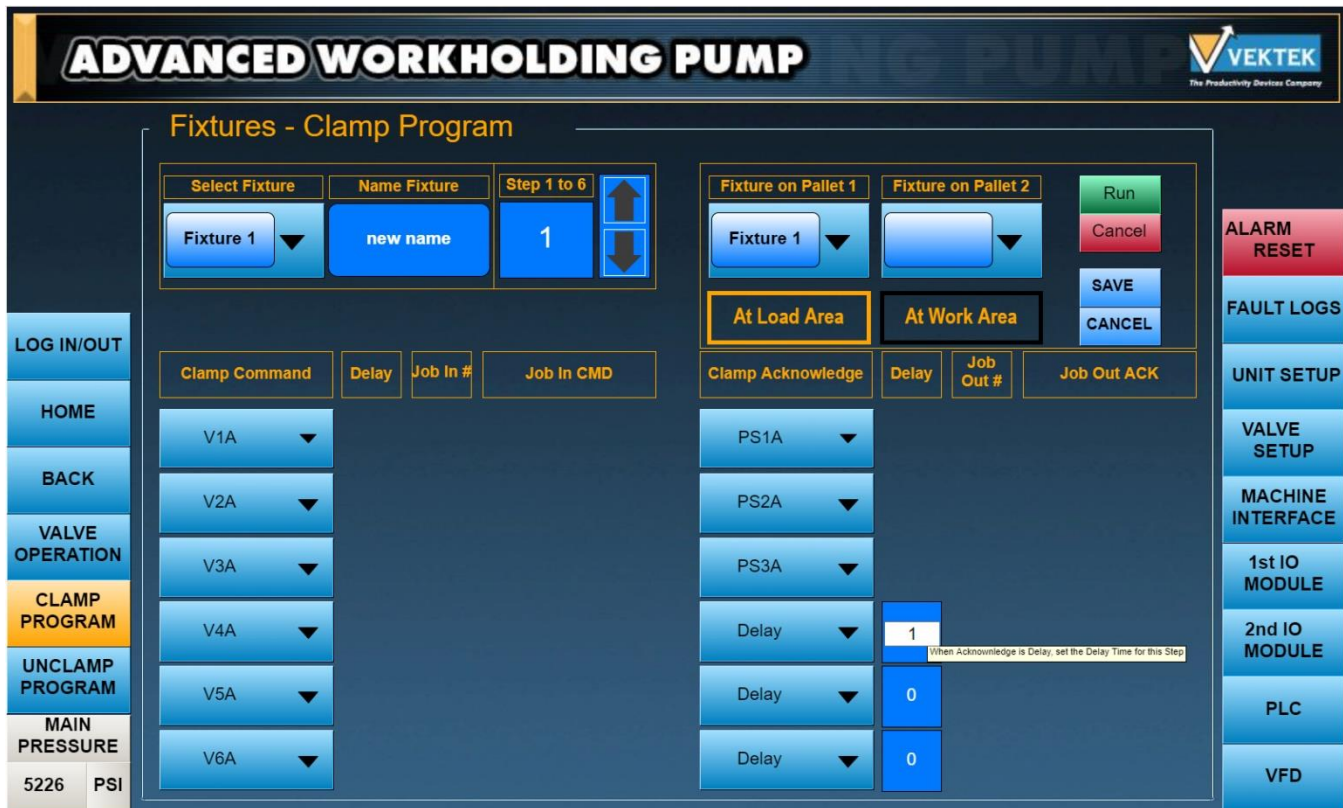 ADVANCED WORKHOLDING PUMP
VEKTEK
The Productivity Devices Company
Fixtures - Clamp Program
Select Fixture
Name Fixture
Step 1 to 6
Fixture 1
new name
1
Fixture on Pallet 1
Fixture on Pallet 2
Run
Cancel
Fixture 1
SAVE
CANCEL
At Load Area
At Work Area
Clamp Command
Delay
Job In #
Job In CMD
Clamp Acknowledge
Delay
Job
Out #
Job Out ACK
V1A
PS1A
V2A
PS2A
V3A
PS3A
V4A
Delay
1
When Acknownledge is Delay, set the Delay Time for this Step
V5A
Delay
0
V6A
Delay
0
LOG IN/OUT
HOME
BACK
VALVE
OPERATION
CLAMP
PROGRAM
UNCLAMP
PROGRAM
MAIN
PRESSURE
5226 PSI
ALARM
RESET
FAULT LOGS
UNIT SETUP
VALVE
SETUP
MACHINE
INTERFACE
1st IO
MODULE
2nd IO
MODULE
PLC
VFD